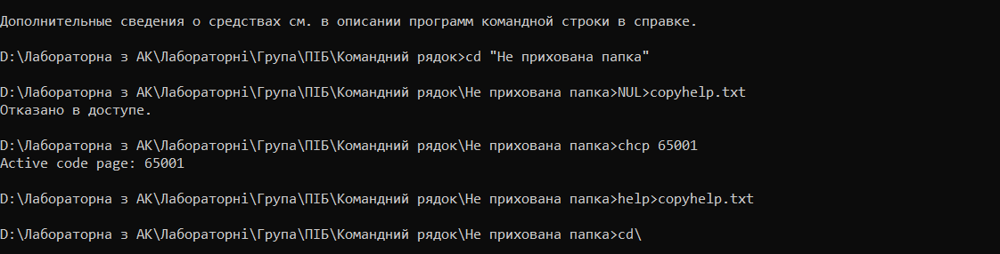 Дополнительные сведения о средствах см. в описании программ командной строки в справке.
D:\Лабораторна з АК\Лабораторні\Група\ПІБ\Командний рядок>cd "Не прихована папка"
D:\Лабораторна з АК\Лабораторні\Група\ПІБ\Командний рядок\Не прихована папка>NUL>copyhelp.txt
Отказано в доступе.
D:\Лабораторна з АК\Лабораторні\Група\ПІБ\Командний рядок\Не прихована папка>chcp 65001
Active code page: 65001
D:\Лабораторна з АК\Лабораторні\Група\ПІБ\Командний рядок\Не прихована папка>help>copyhelp.txt
D:\Лабораторна з АК\Лабораторні\Група\ПІБ\Командний рядок\Не прихована папка>cd\